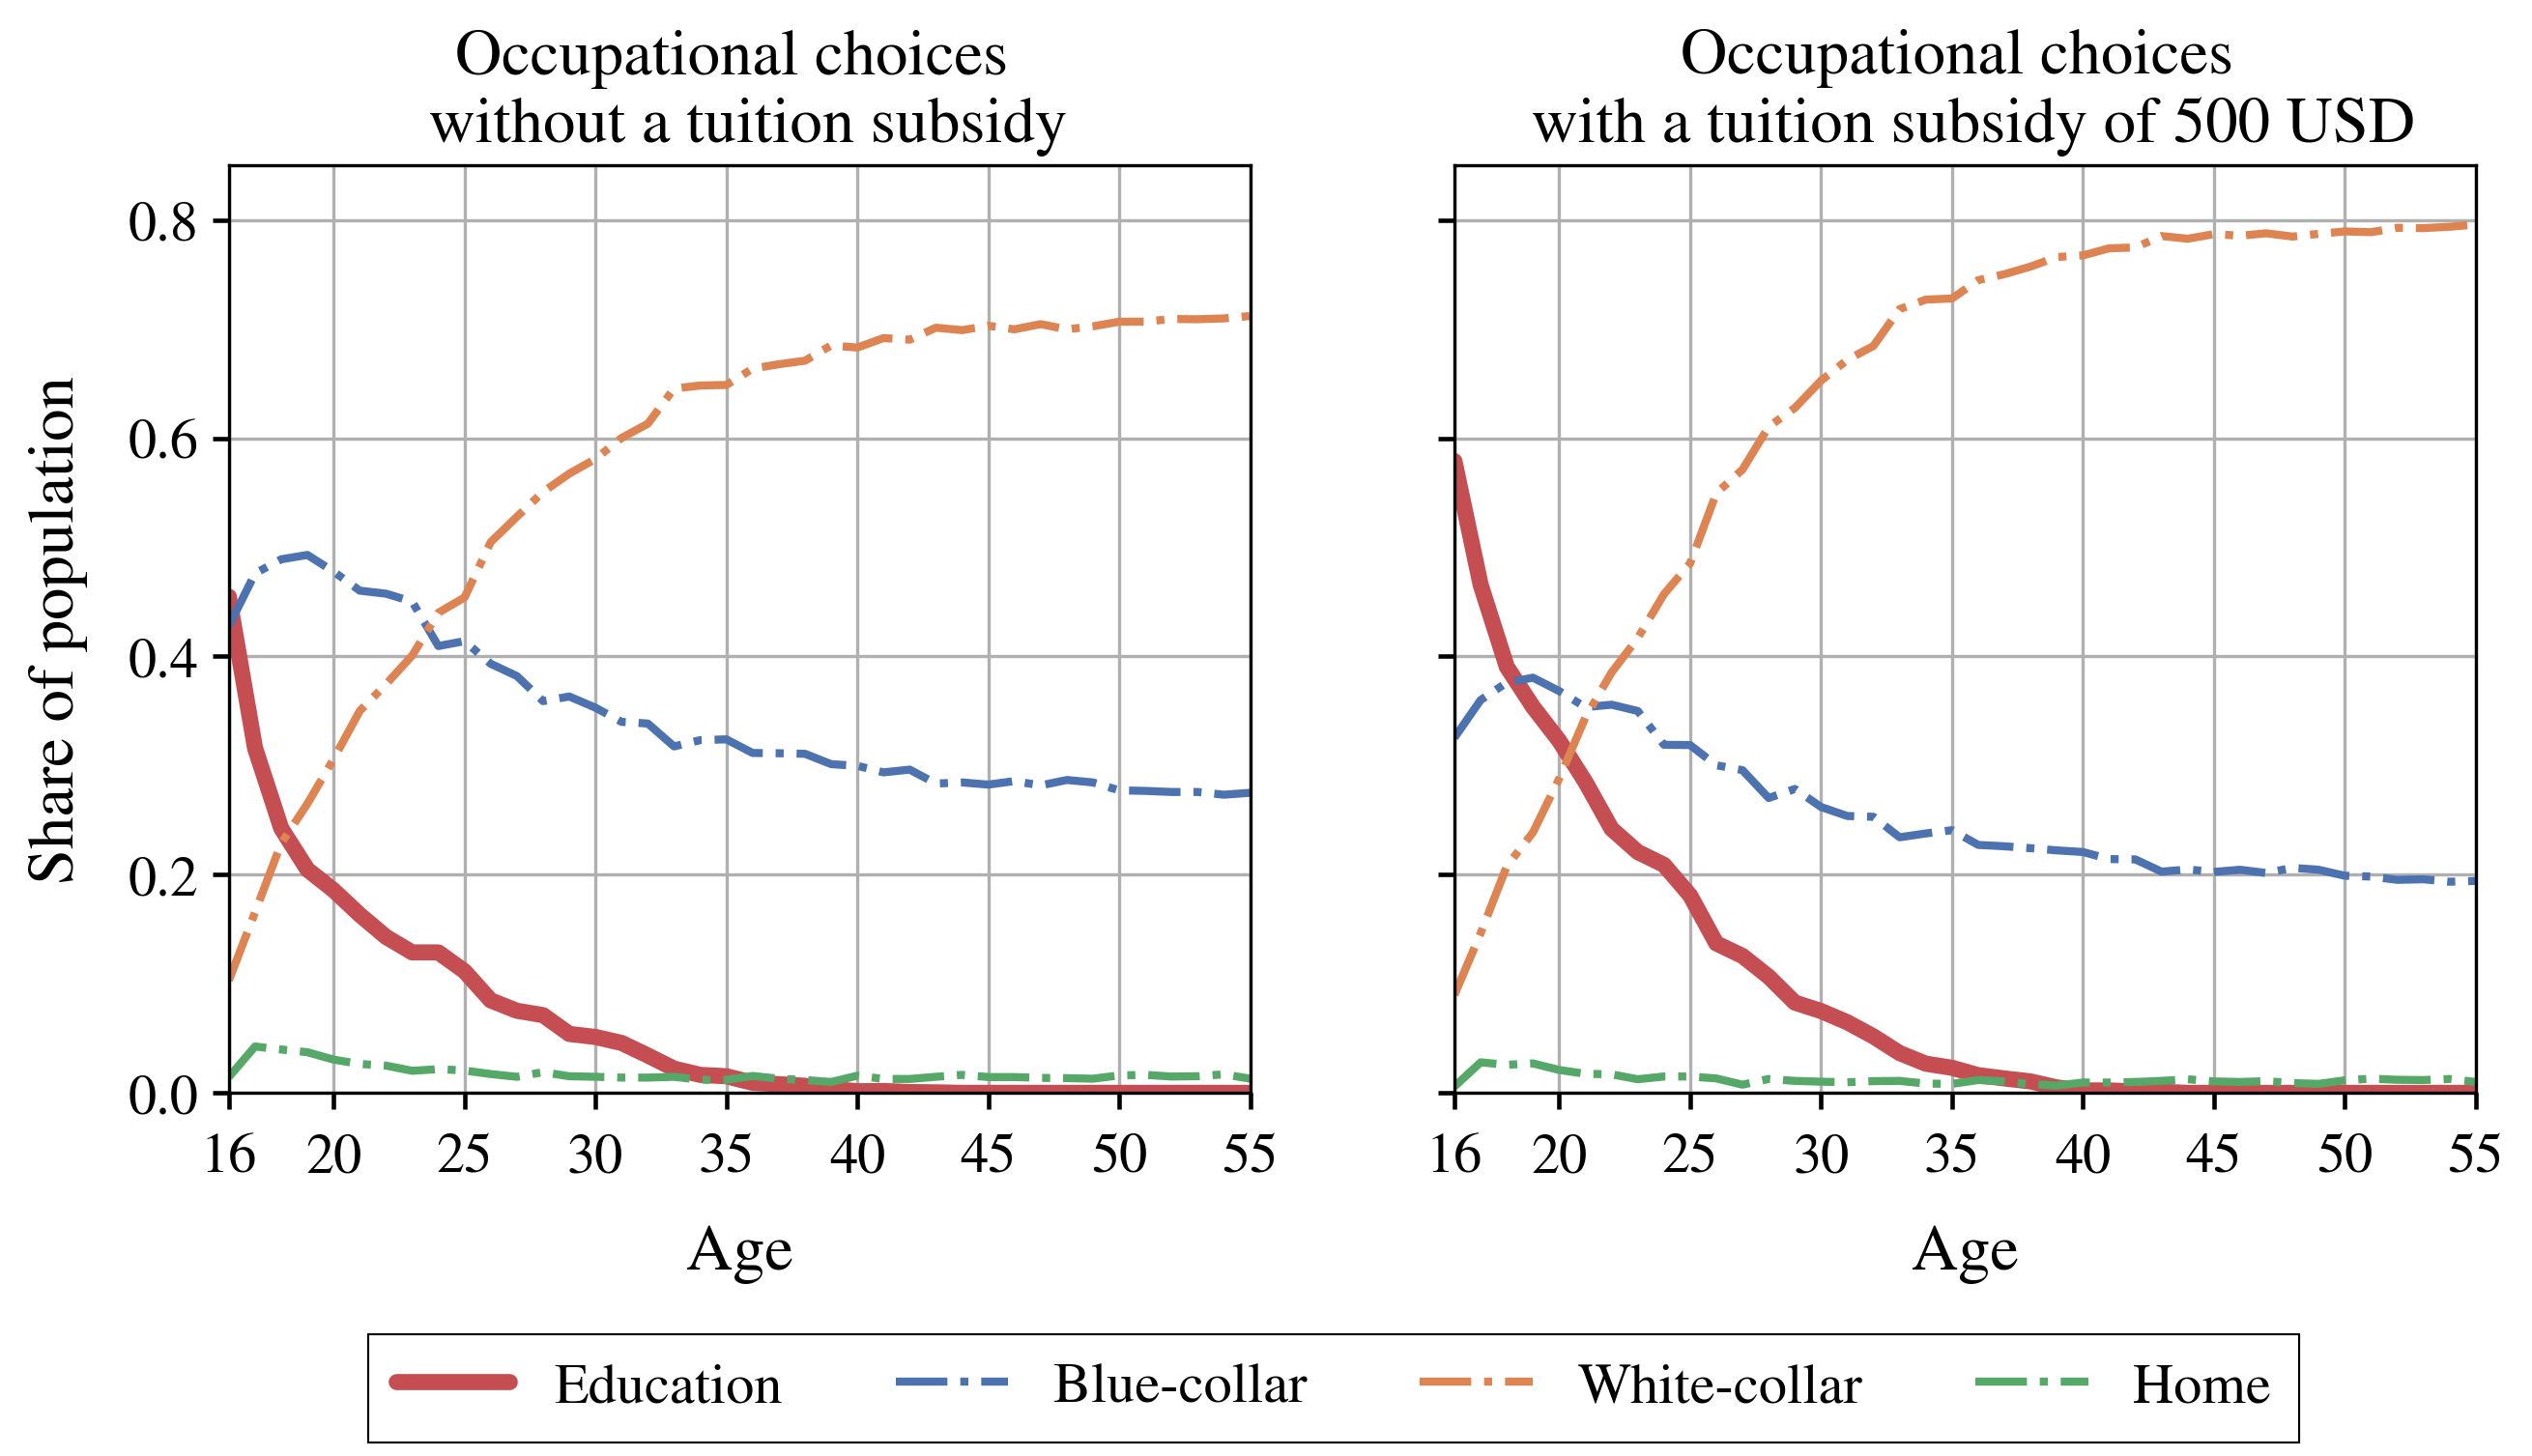 Occupational choices
without a tuition subsidy
Occupational choices
with a tuition subsidy of 500 USD
Share of population
0.8
0.6
0.4
0.2
0.0
16 20 25 30 35 40 45 50 55
16 20 25 30 35 40 45 50 55
Age
Age
Education Blue-collar White-collar Home